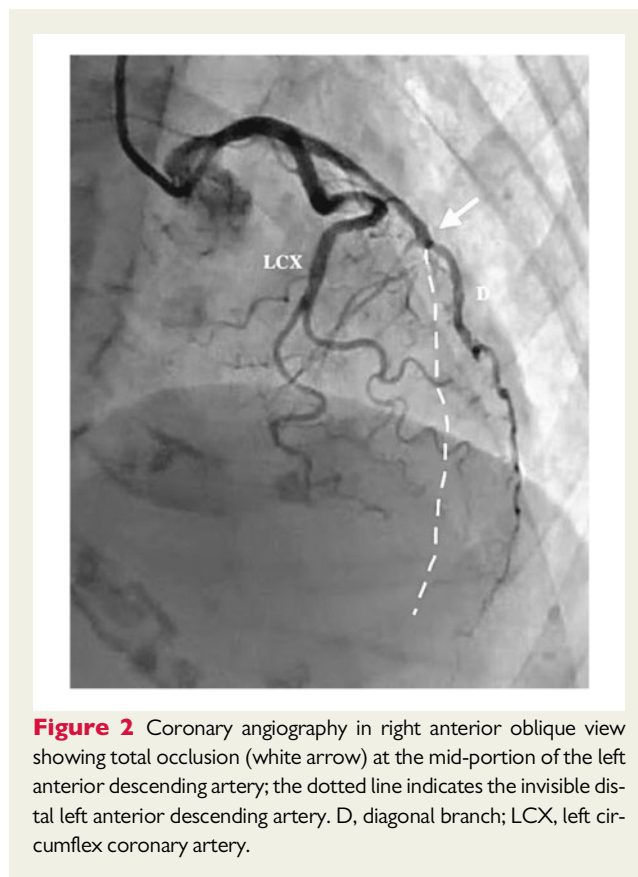 LCX
D
Figure 2 Coronary angiography in right anterior oblique view
showing total occlusion (white arrow) at the mid-portion of the left
anterior descending artery; the dotted line indicates the invisible dis-
tal left anterior descending artery. D, diagonal branch; LCX, left cir-
cumflex coronary artery.